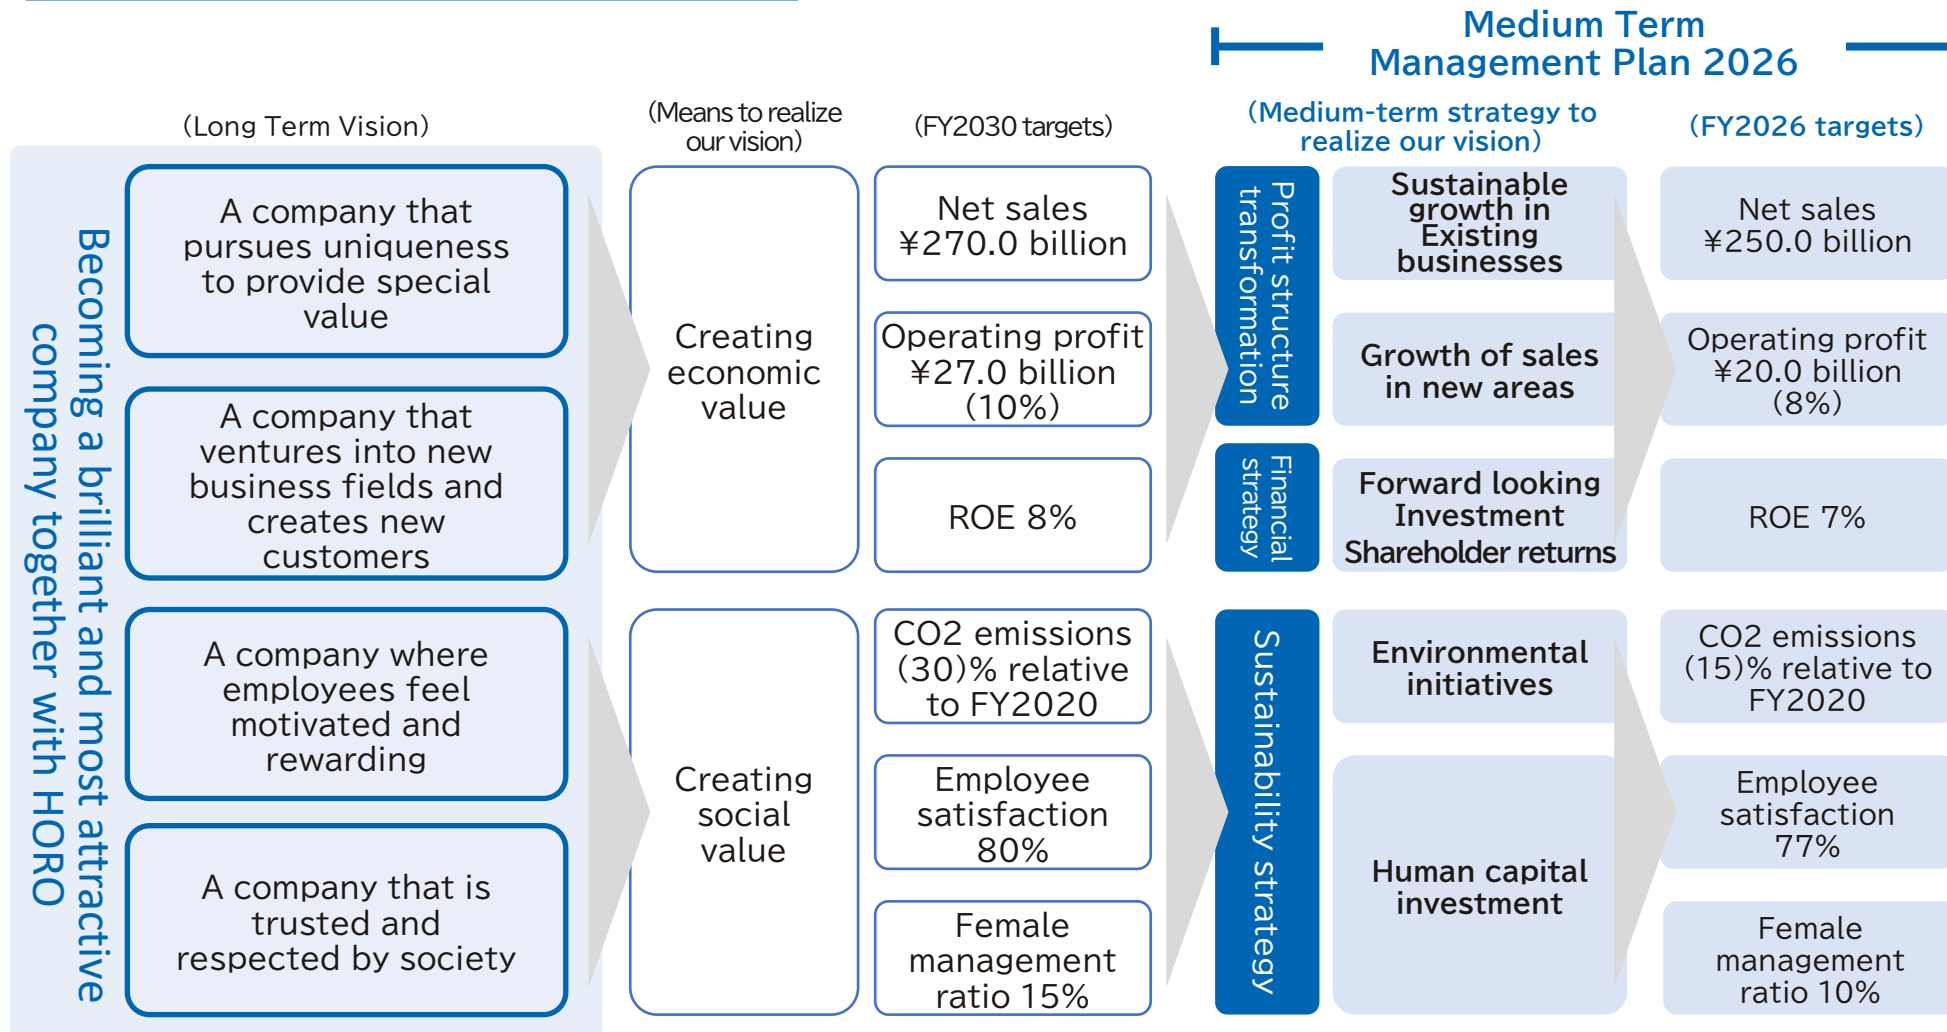 Medium Term
Management Plan 2026
(Long Term Vision)
(Means to realize
our vision)
(FY2030 targets)
(Medium-term strategy to
realize our vision)
(FY2026 targets)
Becoming a brilliant and most attractive
company together with HORO
A company that
pursues uniqueness
to provide special
value
A company that
ventures into new
business fields and
creates new
customers
A company where
employees feel
motivated and
rewarding
A company that is
trusted and
respected by society
Creating
economic
value
Creating
social
value
Net sales
¥270.0 billion
Operating profit
¥27.0 billion
(10%)
ROE 8%
CO2 emissions
(30)% relative
to FY2020
Employee
satisfaction
80%
Female
management
ratio 15%
Profit structure
transformation
Financial
strategy
Sustainability strategy
Sustainable
growth in
Existing
businesses
Growth of sales
in new areas
Forward looking
Investment
Shareholder returns
Environmental
initiatives
Human capital
investment
Net sales
¥250.0 billion
Operating profit
¥20.0 billion
(8%)
ROE 7%
CO2 emissions
(15)% relative to
FY2020
Employee
satisfaction
77%
Female
management
ratio 10%